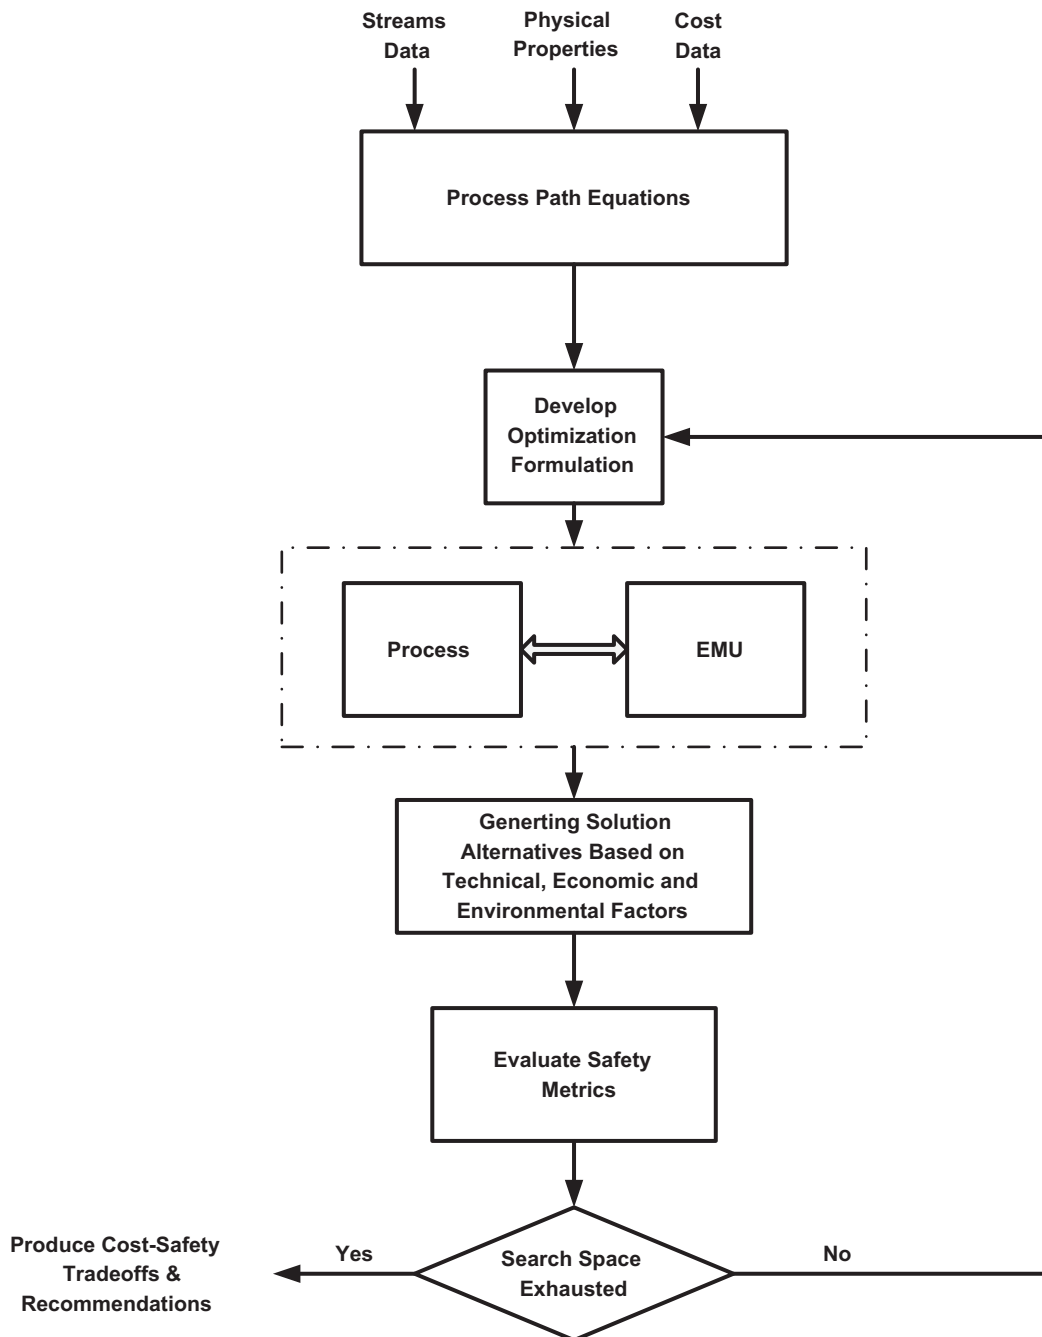 Streams
Data
Physical
Properties
Cost
Data
Process Path Equations
Develop
Optimization
Formulation
Process
EMU
Generting Solution
Alternatives Based on
Technical, Economic and
Environmental Factors
Evaluate Safety
Metrics
Search Space
Exhausted
Yes
No
Produce Cost-Safety
Tradeoffs &
Recommendations